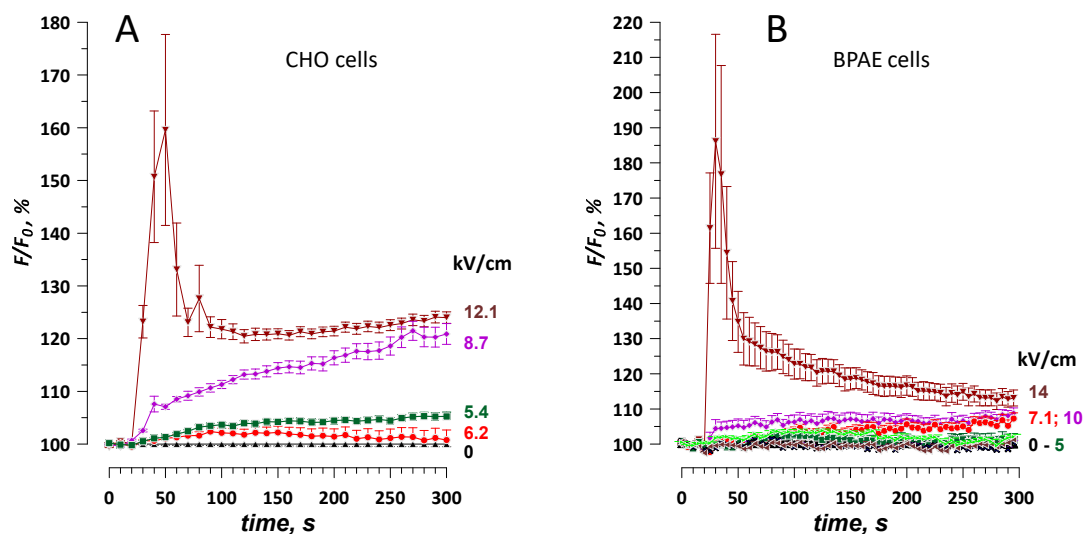 A
CHO cells
F/F0, %
180
170
160
150
140
130
120
110
100
kV/cm
12.1
8.7
5.4
6.2
0
0 50 100 150 200 250 300
time, s
B
BPAE cells
F/F0, %
220
210
200
190
180
170
160
150
140
130
120
110
100
kV/cm
14
7.1; 10
0 - 5
0 50 100 150 200 250 300
time, s